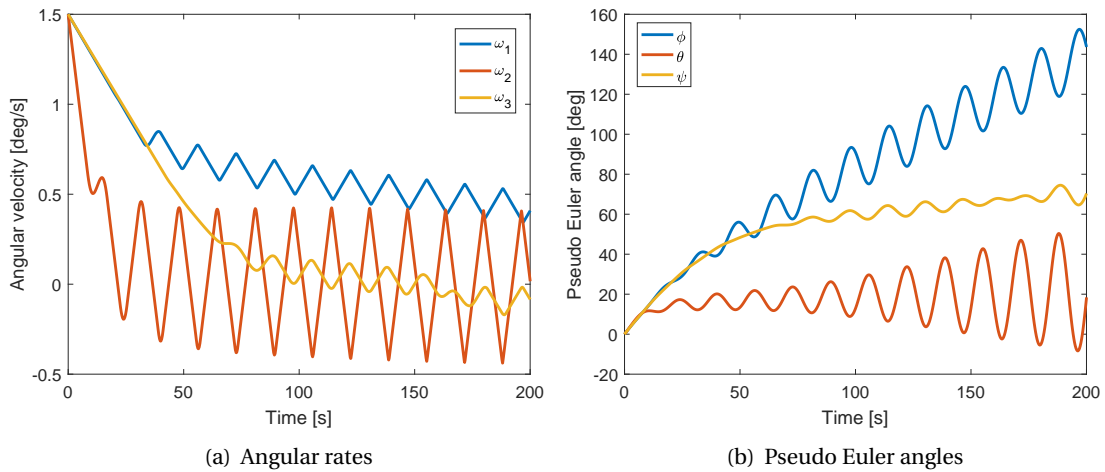 1.5
1
0.5
0
-0.5
Angular velocity [deg/s]
ω1
ω2
ω3
0
50
100
150
200
Time [s]
(a) Angular rates
160
140
120
100
80
60
40
20
0
-20
Pseudo Euler angle [deg]
ϕ
θ
ψ
0
50
100
150
200
Time [s]
(b) Pseudo Euler angles